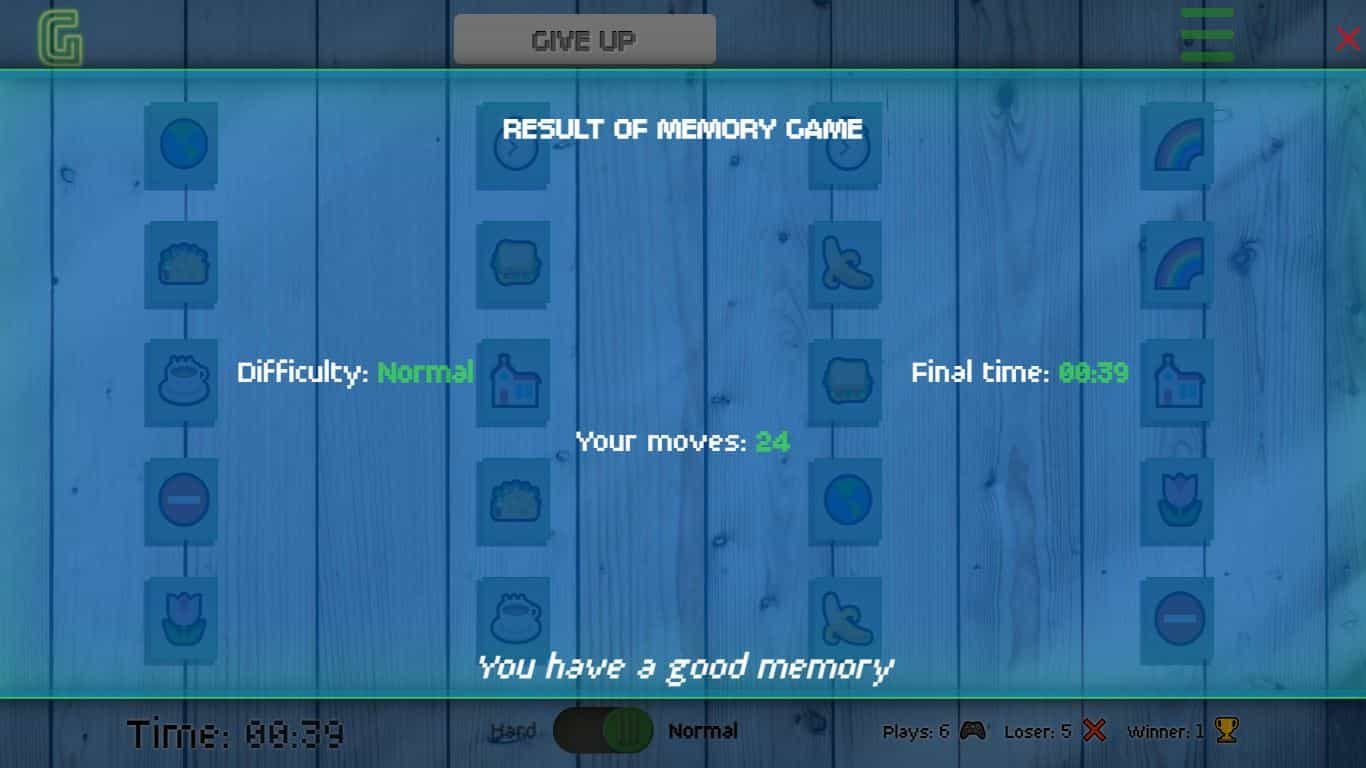 G
GIVE UP
RESULT OF MEMORY GAME
Difficulty: Normal
Final time: 00:39
Your moves: 24
You have a good memory
Time: 00:39
Hard
Normal
Plays: 6
Loser: 5
Winner: 1